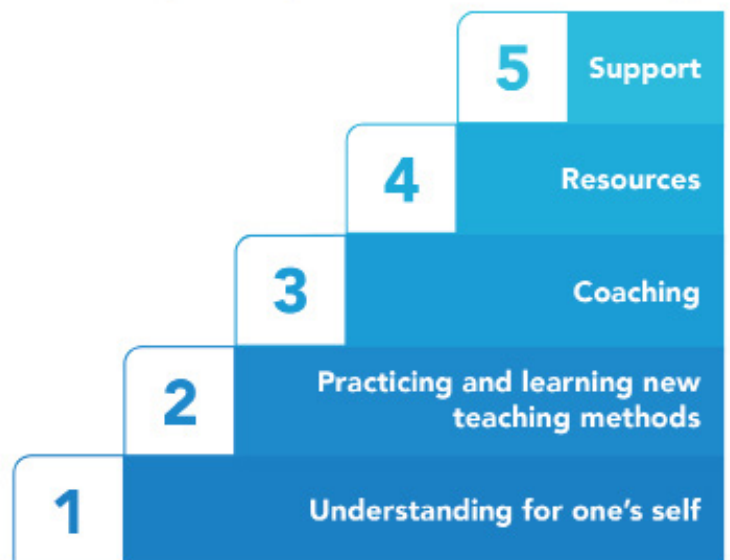 5
Support
4
Resources
3
Coaching
2
Practicing and learning new
teaching methods
1
Understanding for one's self